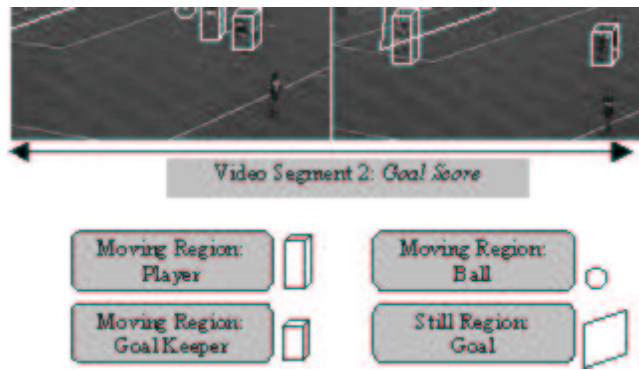 Video Segment 2: Goal Score
Moving Region:
Player
Moving Region:
Ball
Moving Region:
Goal Keeper
Still Region:
Goal